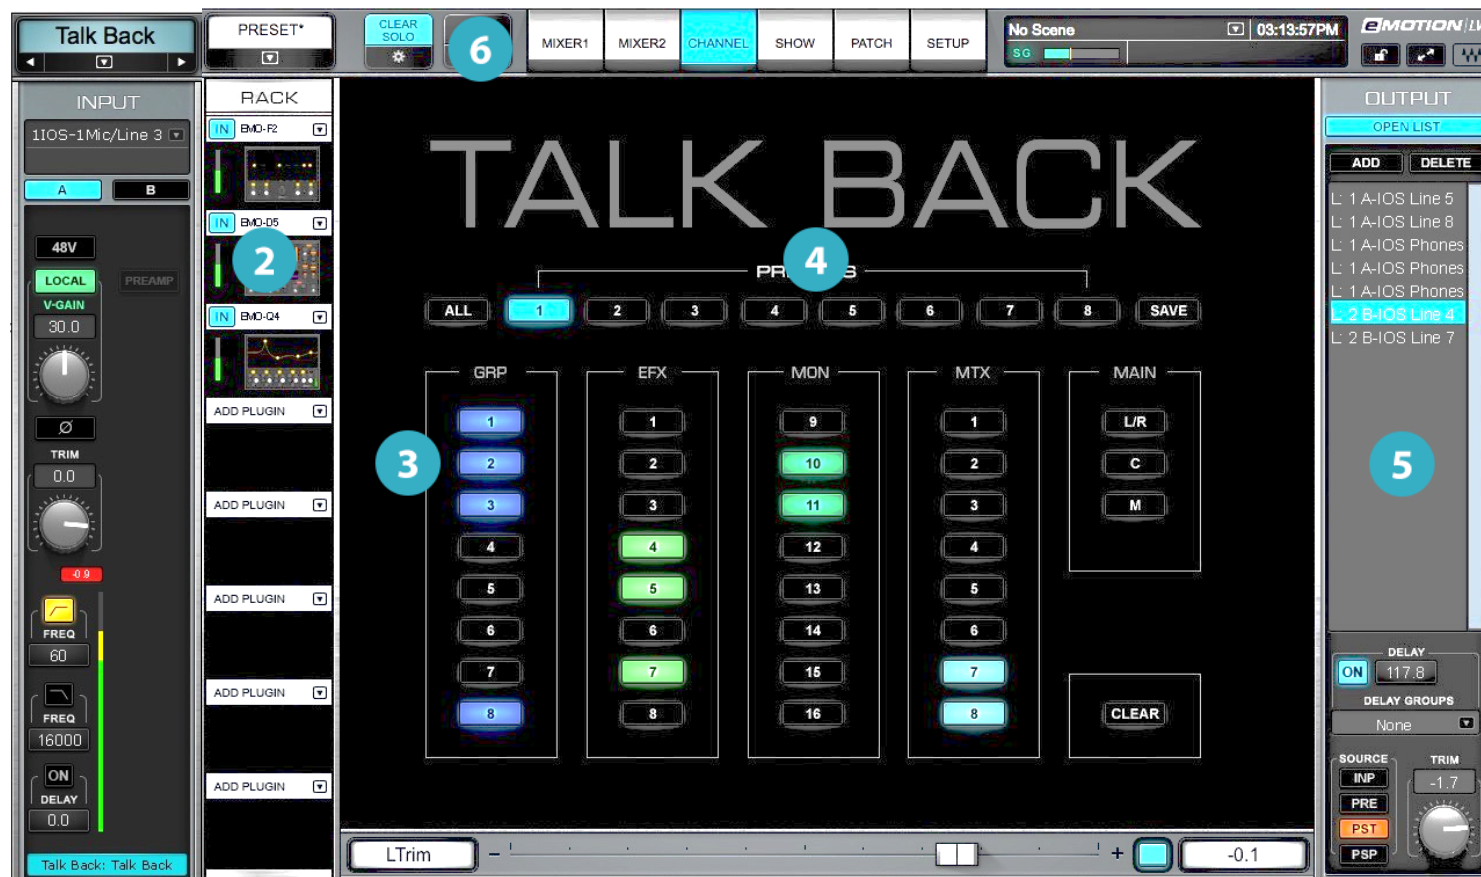 Talk Back
PRESET*
CLEAR
SOLO
6
MIXER1
MIXER2
CHANNEL
SHOW
PATCH
SETUP
No Scene
03:13:57PM
SG
eMOTION LV
INPUT
1IOS-1Mic/Line 3
A
B
48V
LOCAL
PREAMP
V-GAIN
30.0
Ø
TRIM
0.0
-0.9
FREQ
60
FREQ
16000
ON
DELAY
0.0
Talk Back: Talk Back
RACK
IN EMO-F2
IN EMO-D5
2
IN EMO-Q4
ADD PLUGIN
ADD PLUGIN
ADD PLUGIN
ADD PLUGIN
ADD PLUGIN
TALK BACK
4
ALL 1 2 3 4 5 6 7 8 SAVE
GRP EFX MON MTX MAIN
1 1 9 1 L/R
3
2 2 10 2 C
3 3 11 3 M
4 4 12 4
5 5 13 5
6 6 14 6
7 7 15 7
8 8 16 8 CLEAR
LTrim
-
+
-0.1
OUTPUT
OPEN LIST
ADD DELETE
L: 1 A-IOS Line 5
L: 1 A-IOS Line 8
L: 1 A-IOS Phones
L: 1 A-IOS Phones
L: 1 A-IOS Phones
L: 2 B-IOS Line 4
L: 2 B-IOS Line 7
5
DELAY
ON 117.8
DELAY GROUPS
None
SOURCE
INP
PRE
PST
PSP
TRIM
-1.7